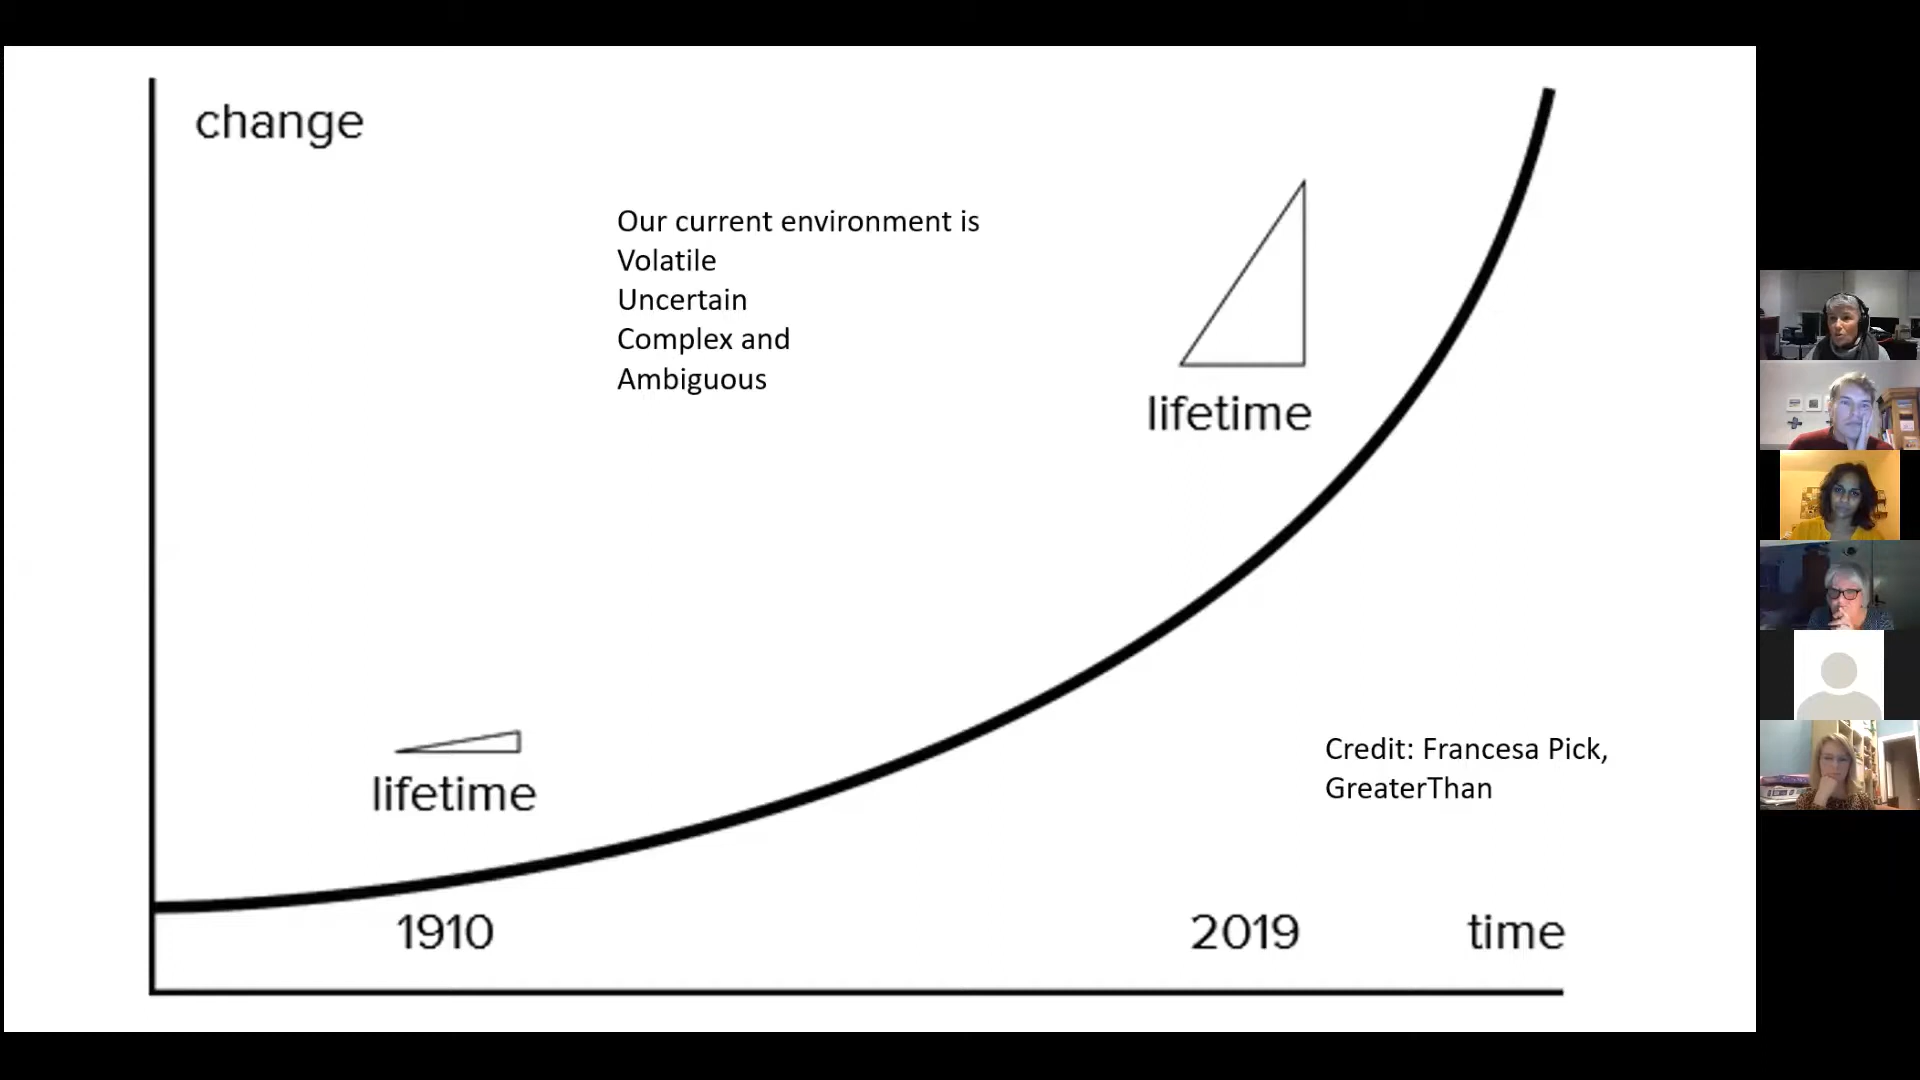 change
Our current environment is
Volatile
Uncertain
Complex and
Ambiguous
lifetime
lifetime
Credit: Francesa Pick,
GreaterThan
1910
2019
time